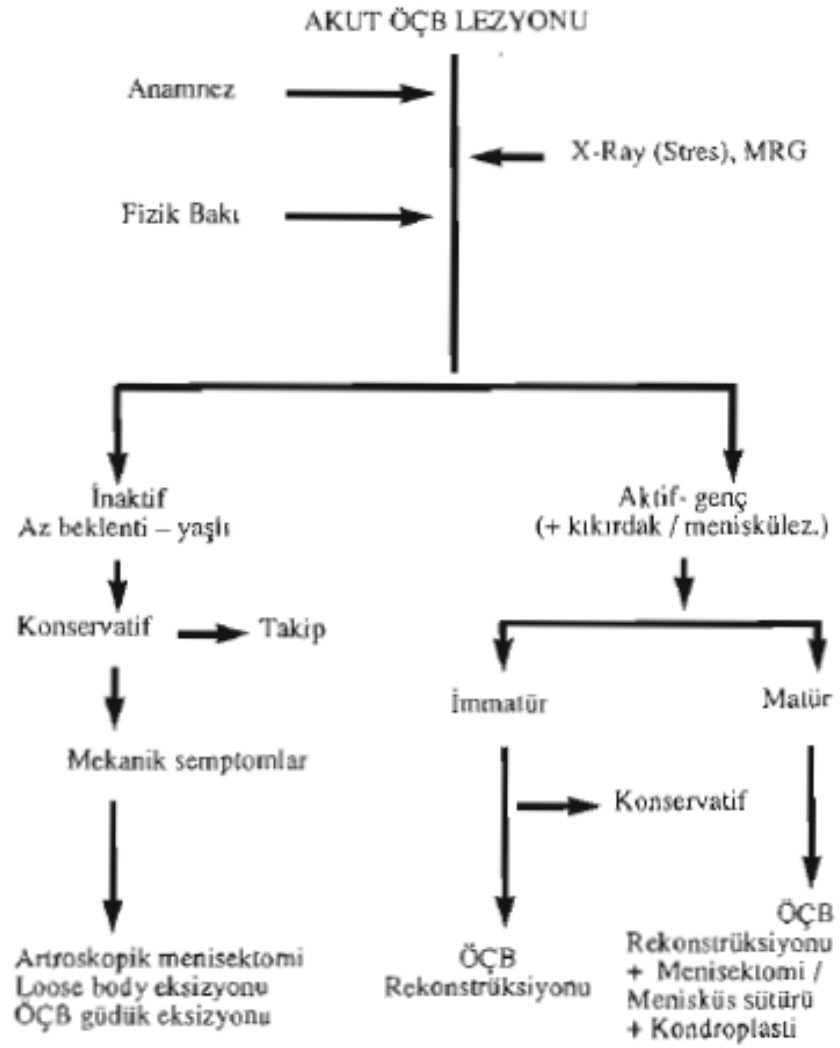 AKUT ÖÇB LEZYONU
Anamnez
X-Ray (Stres), MRG
Fizik Bakı
İnaktif
Az beklenti – yaşlı
Aktif- genç
(+ kıkırdak / meniskülez.)
Konservatif
Takip
İmmatür
Matür
Mekanik semptomlar
Konservatif
Artroskopik menisektomi
Loose body eksizyonu
ÖÇB güdük eksizyonu
ÖÇB
Rekonstrüksiyonu
ÖÇB
Rekonstrüksiyonu
+ Menisektomi /
Menisküs sütürü
+ Kondroplasti